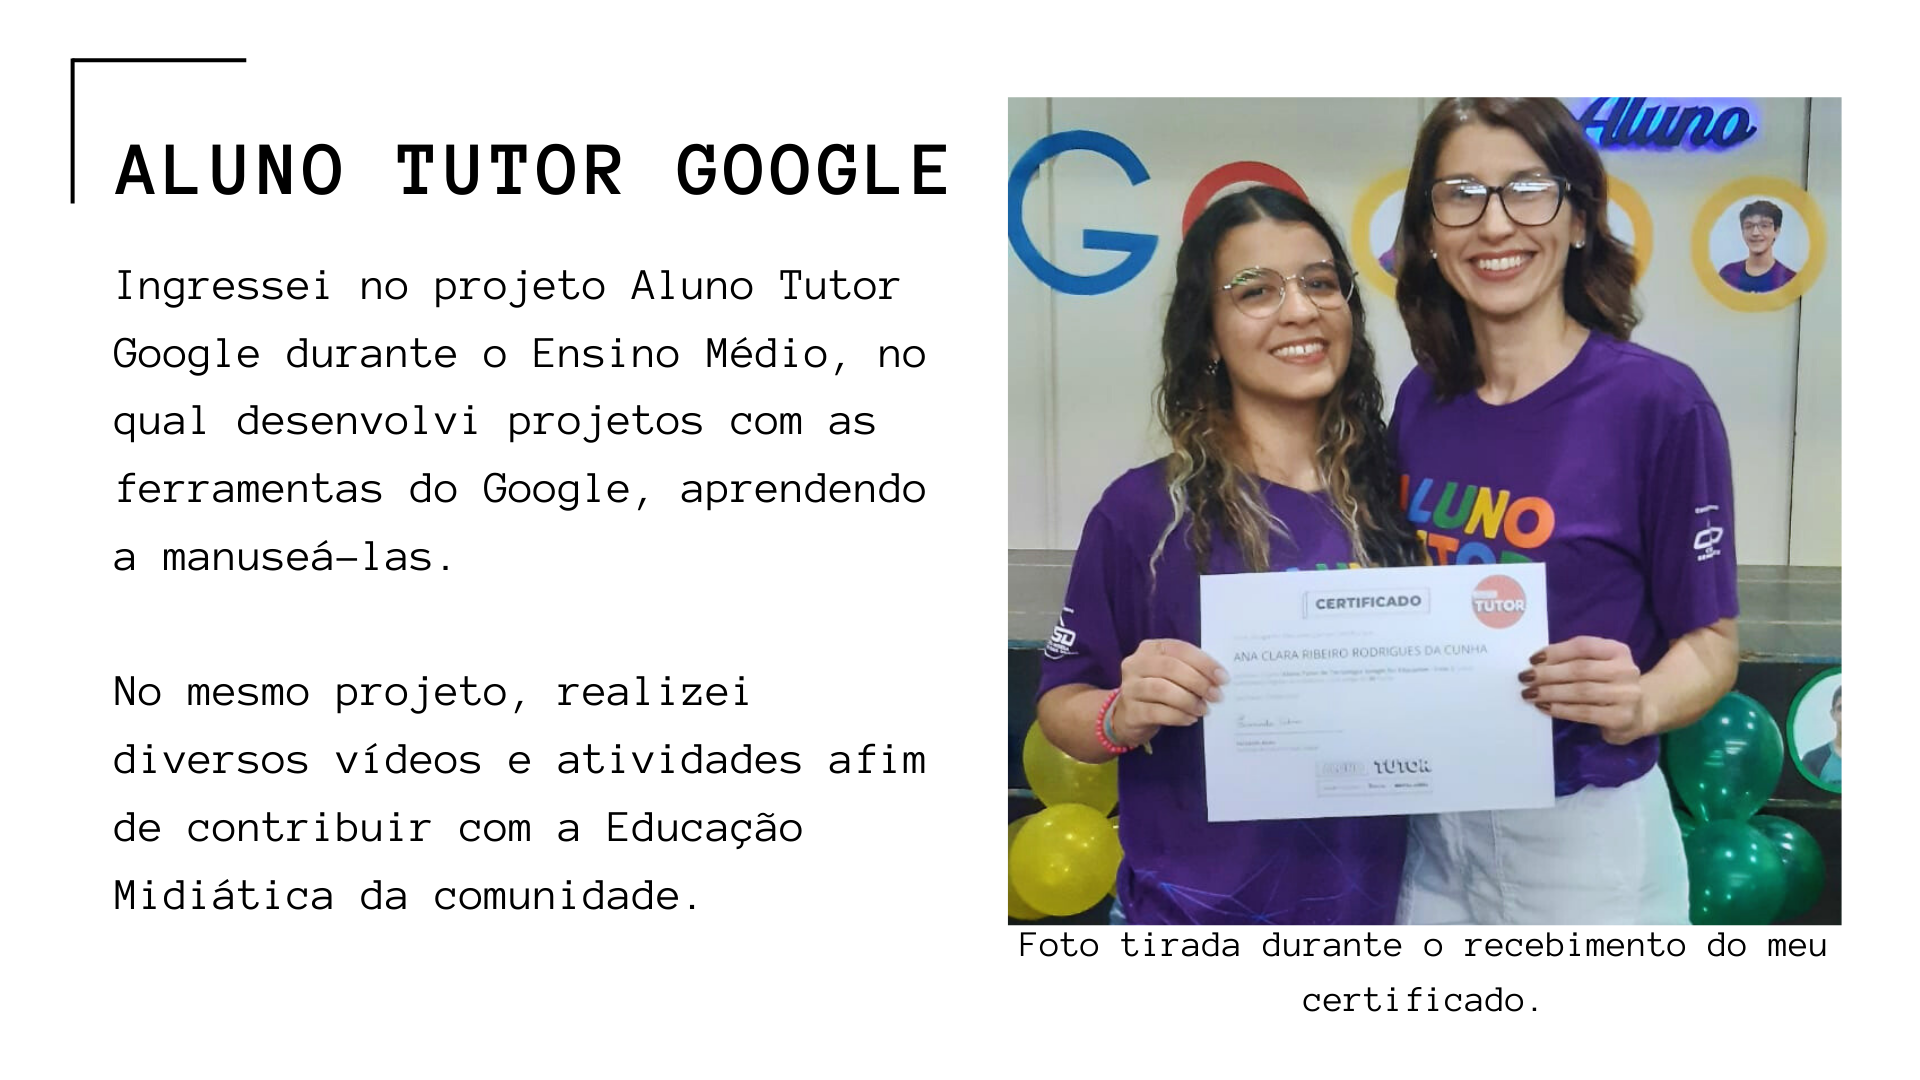 ALUNO TUTOR GOOGLE
Ingressei no projeto Aluno Tutor
Google durante o Ensino Médio, no
qual desenvolvi projetos com as
ferramentas do Google, aprendendo
a manuseá-las.
No mesmo projeto, realizei
diversos vídeos e atividades afim
de contribuir com a Educação
Midiática da comunidade.
Aluno
G
LUNO
CERTIFICADO
TUTOR
ANA CLARA RIBEIRO RODRIGUES DA CUNHA
TUTOR
Foto tirada durante o recebimento do meu
certificado.